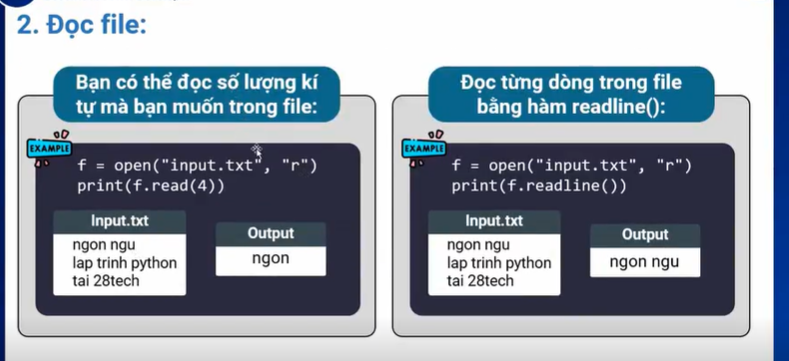 2. Đọc file:
Bạn có thể đọc số lượng kí
tự mà bạn muốn trong file:
EXAMPLE
f = open("input.txt", "r")
print(f.read(4))
Input.txt
ngon ngu
lap trinh python
tai 28tech
Output
ngon
Đọc từng dòng trong file
bằng hàm readline():
EXAMPLE
f = open("input.txt", "r")
print(f.readline())
Input.txt
ngon ngu
lap trinh python
tai 28tech
Output
ngon ngu